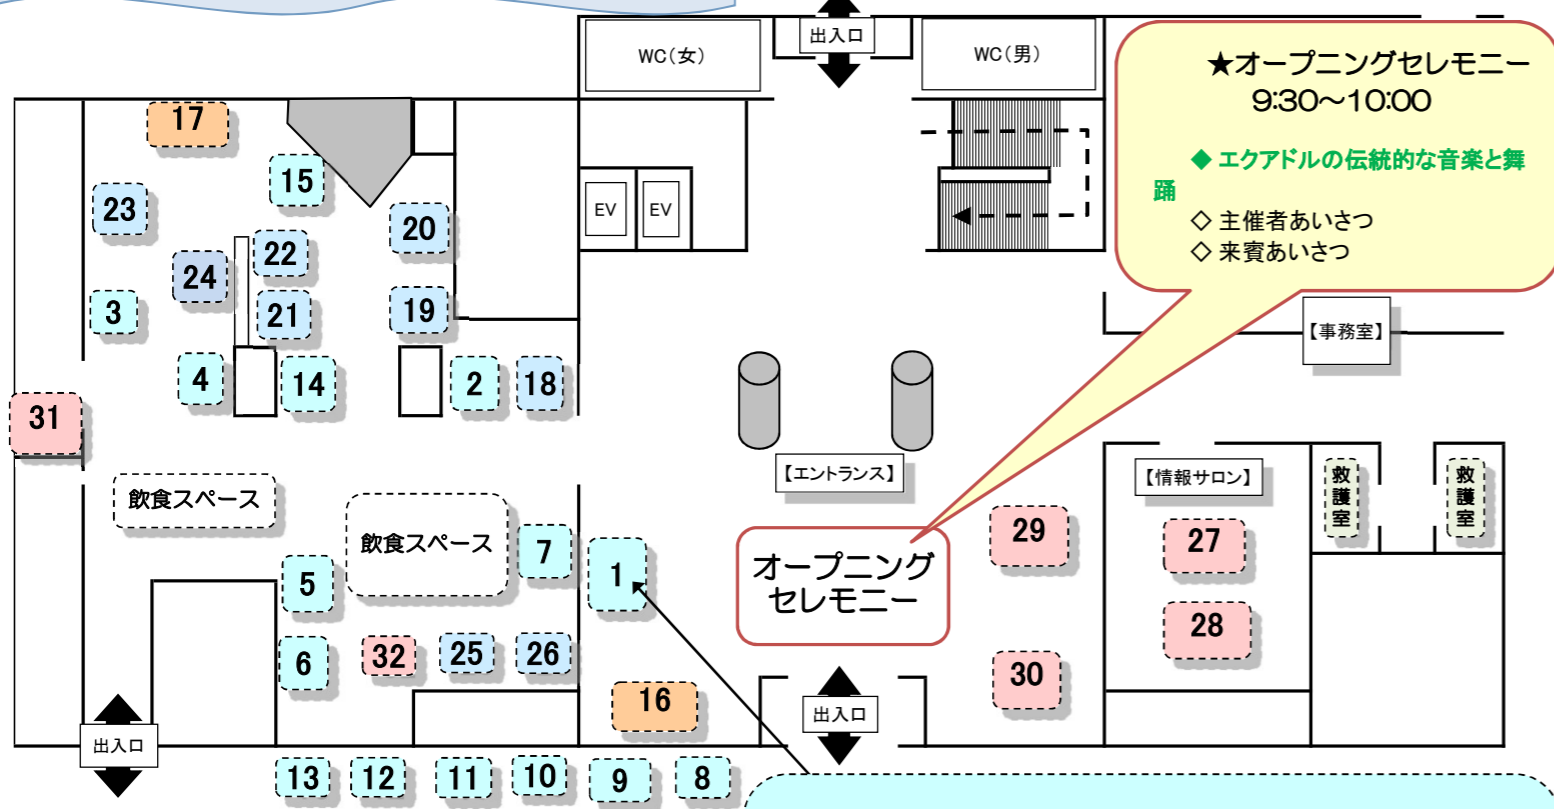 出入口
WC（女）
WC（男）
★オープニングセレモニー
9:30～10:00
◆ エクアドルの伝統的な音楽と舞
踊
◇ 主催者あいさつ
◇ 来賓あいさつ
17
15
23
20
EV
EV
22
24
3
21
19
【事務室】
4
14
2
18
31
【エントランス】
【情報サロン】
救護室
救護室
飲食スペース
飲食スペース
7
1
オープニング
セレモニー
29
27
5
28
6
32
25
26
30
16
出入口
出入口
13
12
11
10
9
8